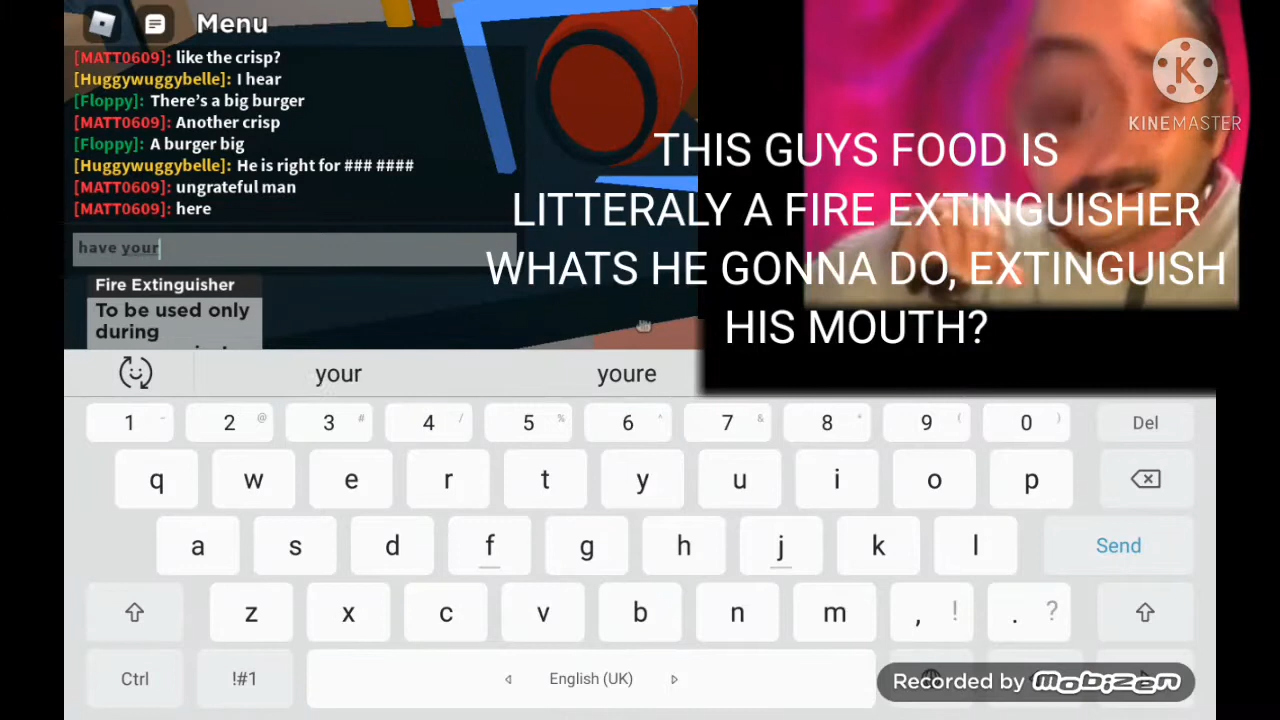 Menu
[MATT0609]: like the crisp?
[Huggywuggybelle]: I hear
[Floppy]: There's a big burger
[MATT0609]: Another crisp
[Floppy]: A burger big
[Huggywuggybelle]: He is right for ### ####
[MATT0609]: ungrateful man
[MATT0609]: here
have your
Fire Extinguisher
To be used only
during
K
KINEMASTER
THIS GUYS FOOD IS
LITTERALY A FIRE EXTINGUISHER
WHATS HE GONNA DO, EXTINGUISH
HIS MOUTH?
your youre
1 - 2 @ 3 # 4 / 5 % 6 ^ 7 & 8 * 9 ( 0 ) Del
q w e r t y u i o p
a s d f g h j k l Send
z x c v b n m , ! . ?
Ctrl !#1 English (UK)
Recorded by mobizen